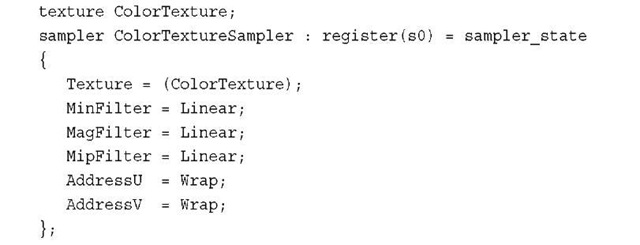 texture ColorTexture;
sampler ColorTextureSampler : register(s0) = sampler_state
{
Texture = (ColorTexture);
MinFilter = Linear;
MagFilter = Linear;
MipFilter = Linear;
AddressU = Wrap;
AddressV = Wrap;
};